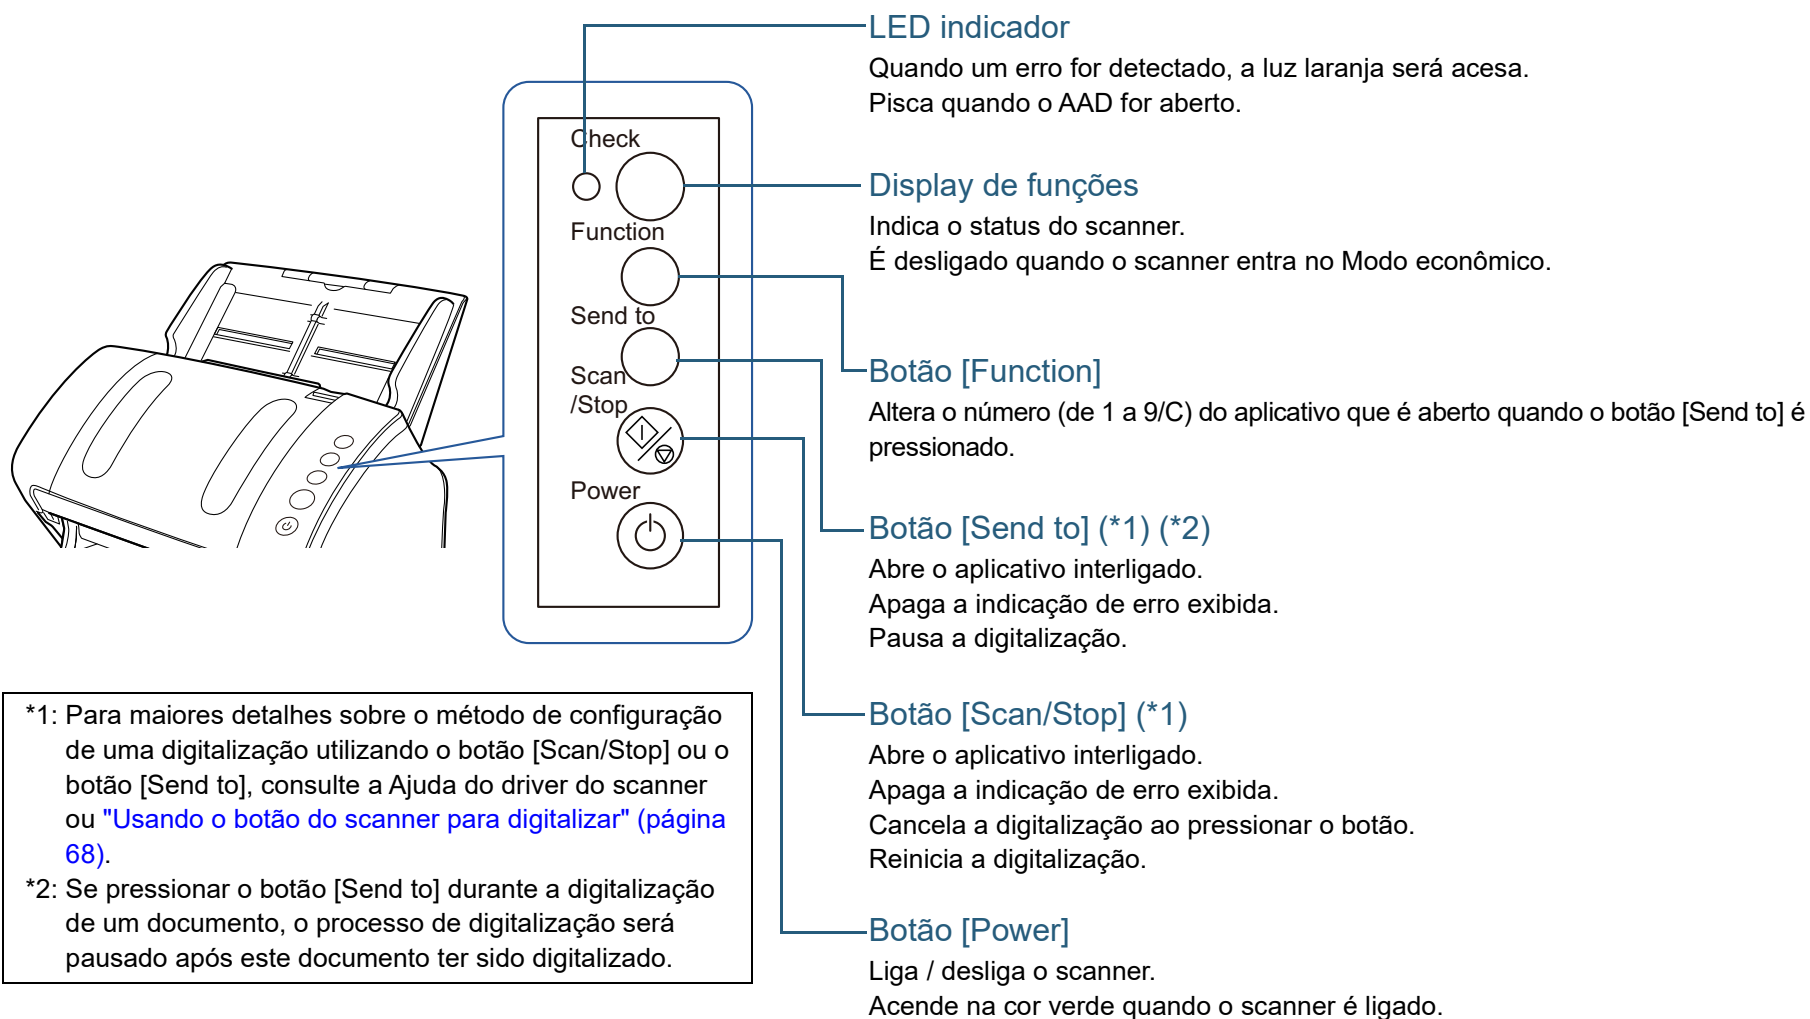 LED indicador
Quando um erro for detectado, a luz laranja será acesa.
Pisca quando o AAD for aberto.
Check
Display de funções
Indica o status do scanner.
É desligado quando o scanner entra no Modo econômico.
Function
Send to
Botão [Function]
Altera o número (de 1 a 9/C) do aplicativo que é aberto quando o botão [Send to] é
pressionado.
Scan
/Stop
Power
Botão [Send to] (*1) (*2)
Abre o aplicativo interligado.
Apaga a indicação de erro exibida.
Pausa a digitalização.
Botão [Scan/Stop] (*1)
Abre o aplicativo interligado.
Apaga a indicação de erro exibida.
Cancela a digitalização ao pressionar o botão.
Reinicia a digitalização.
Botão [Power]
Liga / desliga o scanner.
Acende na cor verde quando o scanner é ligado.
*1: Para maiores detalhes sobre o método de configuração
de uma digitalização utilizando o botão [Scan/Stop] ou o
botão [Send to], consulte a Ajuda do driver do scanner
ou "Usando o botão do scanner para digitalizar" (página
68).
*2: Se pressionar o botão [Send to] durante a digitalização
de um documento, o processo de digitalização será
pausado após este documento ter sido digitalizado.